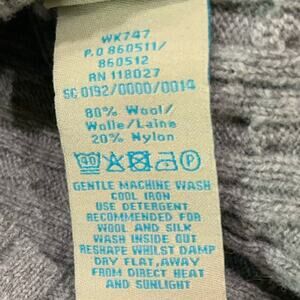 WK747
P.O 860511/
860512
RN 118027
SG 0192/0000/0014
80% Wool/
Wolle/Laine
20% Nylon
40 P
GENTLE MACHINE WASH
COOL IRON
USE DETERGENT
RECOMMENDED FOR
WOOL AND SILK
WASH INSIDE OUT
RESHAPE WHILST DAMP
DRY FLAT,AWAY
FROM DIRECT HEAT
AND SUNLIGHT